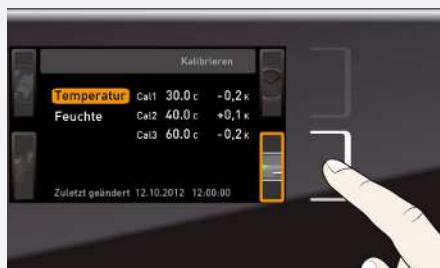 Kalibrieren
Temperatur Cal1 30.0 c -0,2 K
Feuchte Cal2 40.0 c +0,1 K
Cal3 60.0 c -0,2 K
Zuletzt geändert 12.10.2012 12:00:00